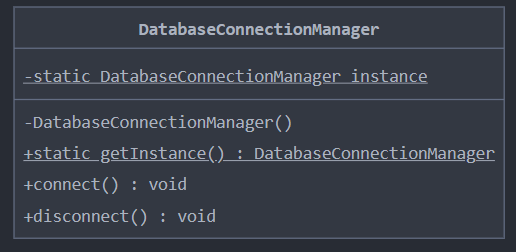 DatabaseConnectionManager
-static DatabaseConnectionManager instance
-DatabaseConnectionManager()
+static getInstance() : DatabaseConnectionManager
+connect() : void
+disconnect() : void